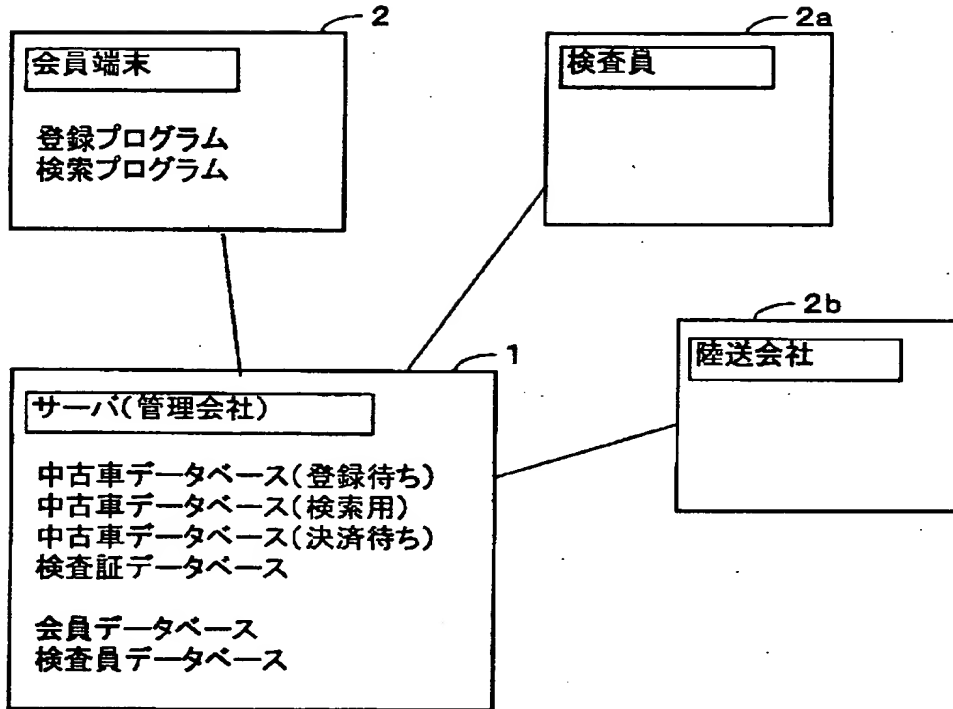 2
会員端末
登録プログラム
検索プログラム
2a
検査員
2b
陸送会社
1
サーバ(管理会社)
中古車データベース(登録待ち)
中古車データベース(検索用)
中古車データベース(決済待ち)
検査証データベース
会員データベース
検査員データベース